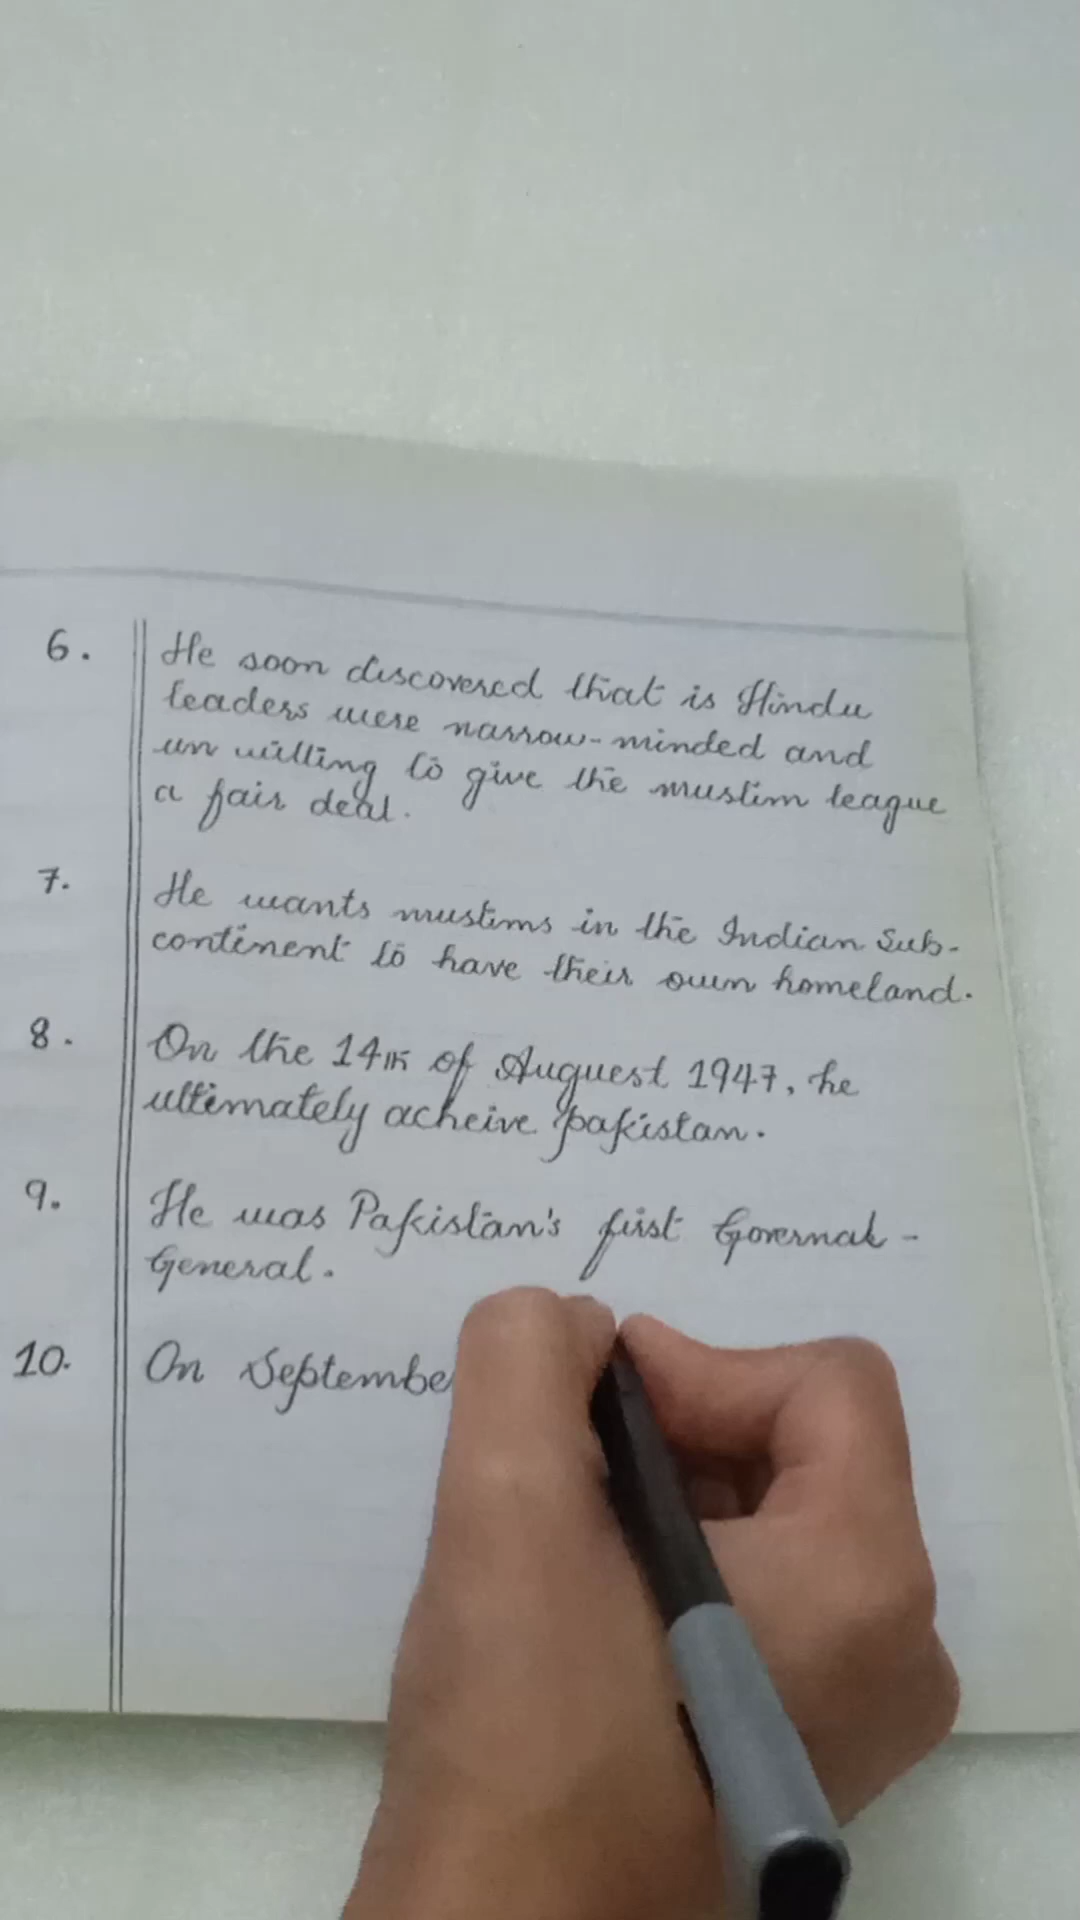 6. He soon discovered that is Hindu
leaders were narrow-minded and
un willing to give the muslim league
a fair deal.
7. He wants muslims in the Indian Sub-
continent to have their own homeland.
8. On the 14th of Auguest 1947, he
ultimately acheive pakistan.
9. He was Pakistan's first Governal-
General.
10. On Septembe